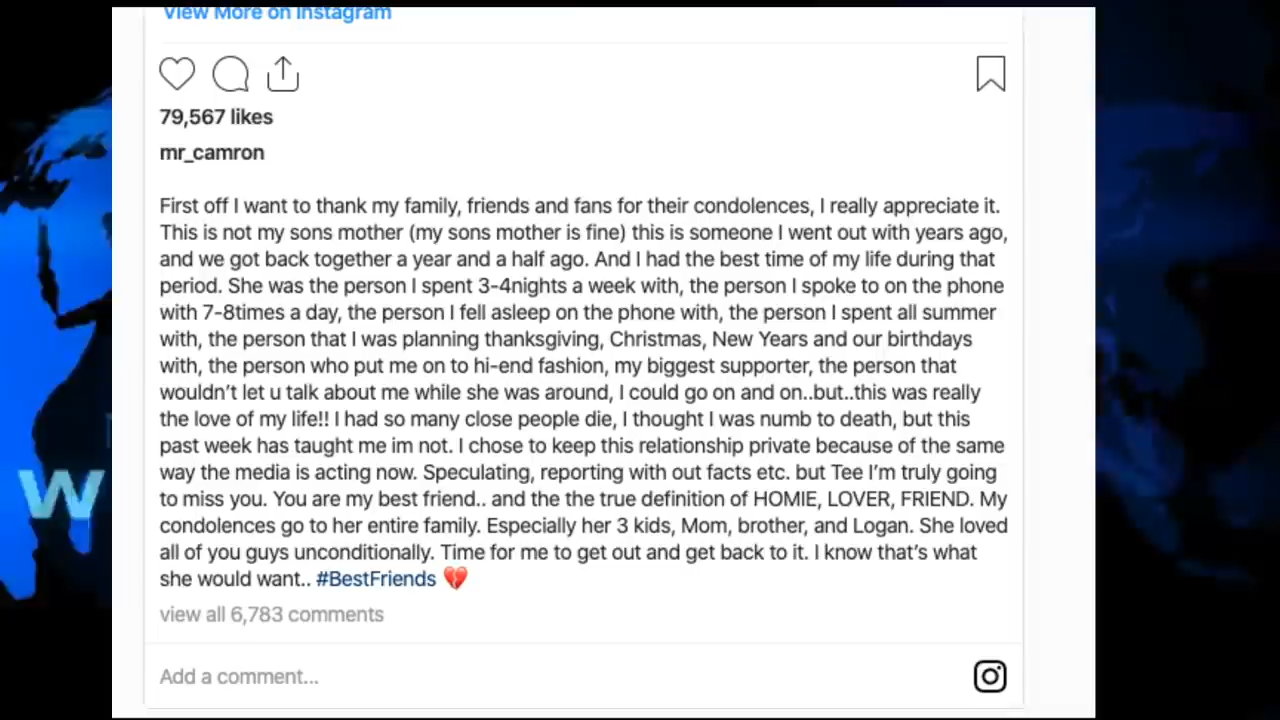 View More on Instagram
79,567 likes
mr_camron
First off I want to thank my family, friends and fans for their condolences, I really appreciate it.
This is not my sons mother (my sons mother is fine) this is someone I went out with years ago,
and we got back together a year and a half ago. And I had the best time of my life during that
period. She was the person I spent 3-4nights a week with, the person I spoke to on the phone
with 7-8times a day, the person I fell asleep on the phone with, the person I spent all summer
with, the person that I was planning thanksgiving, Christmas, New Years and our birthdays
with, the person who put me on to hi-end fashion, my biggest supporter, the person that
wouldn't let u talk about me while she was around, I could go on and on..but..this was really
the love of my life!! I had so many close people die, I thought I was numb to death, but this
past week has taught me im not. I chose to keep this relationship private because of the same
way the media is acting now. Speculating, reporting with out facts etc. but Tee I'm truly going
to miss you. You are my best friend.. and the the true definition of HOMIE, LOVER, FRIEND. My
condolences go to her entire family. Especially her 3 kids, Mom, brother, and Logan. She loved
all of you guys unconditionally. Time for me to get out and get back to it. I know that's what
she would want.. #BestFriends 💔
view all 6,783 comments
Add a comment...
W